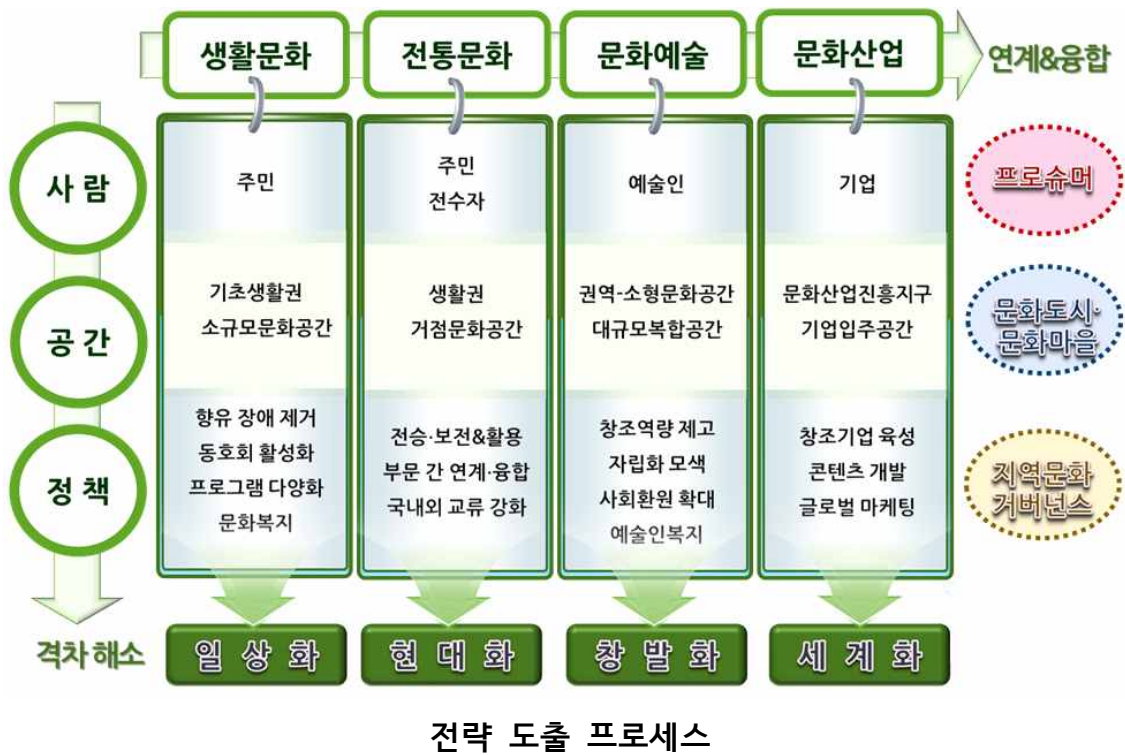 생활문화 전통문화 문화예술 문화산업 연계&융합
사 람
주민
주민
전수자
예술인
기업
프로슈머
공 간
기초생활권
소규모문화공간
생활권
거점문화공간
권역-소형문화공간
대규모복합공간
문화산업진흥지구
기업입주공간
문화도시·
문화마을
정 책
향유 장애 제거
동호회 활성화
프로그램 다양화
문화복지
전승·보전&활용
부문 간 연계·융합
국내외 교류 강화
창조역량 제고
자립화 모색
사회환원 확대
예술인복지
창조기업 육성
콘텐츠 개발
글로벌 마케팅
지역문화
거버넌스
격차 해소 일 상 화 현 대 화 창 발 화 세 계 화
전략 도출 프로세스